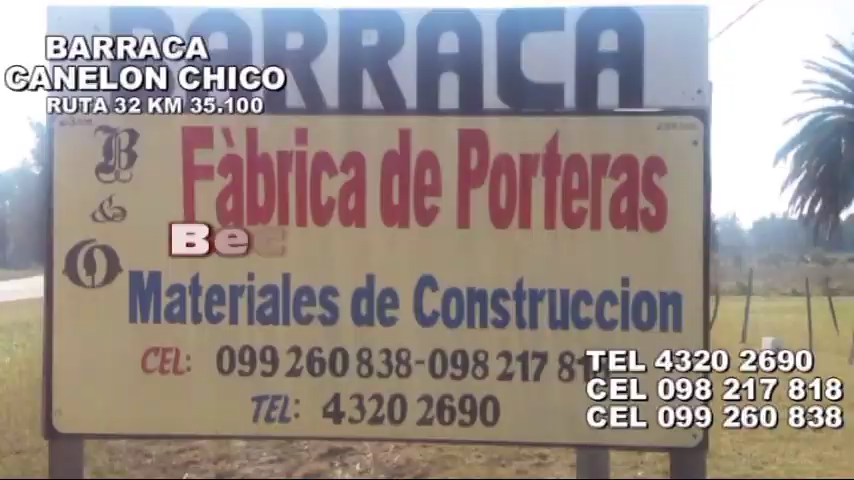 BARRACA
BARRACA
CANELON CHICO
RUTA 32 KM 35.100
B
&
O
Fàbrica de Porteras
Bee
Materiales de Construccion
CEL: 099 260 838-098 217 81
TEL: 4320 2690
TEL 4320 2690
CEL 098 217 818
CEL 099 260 838